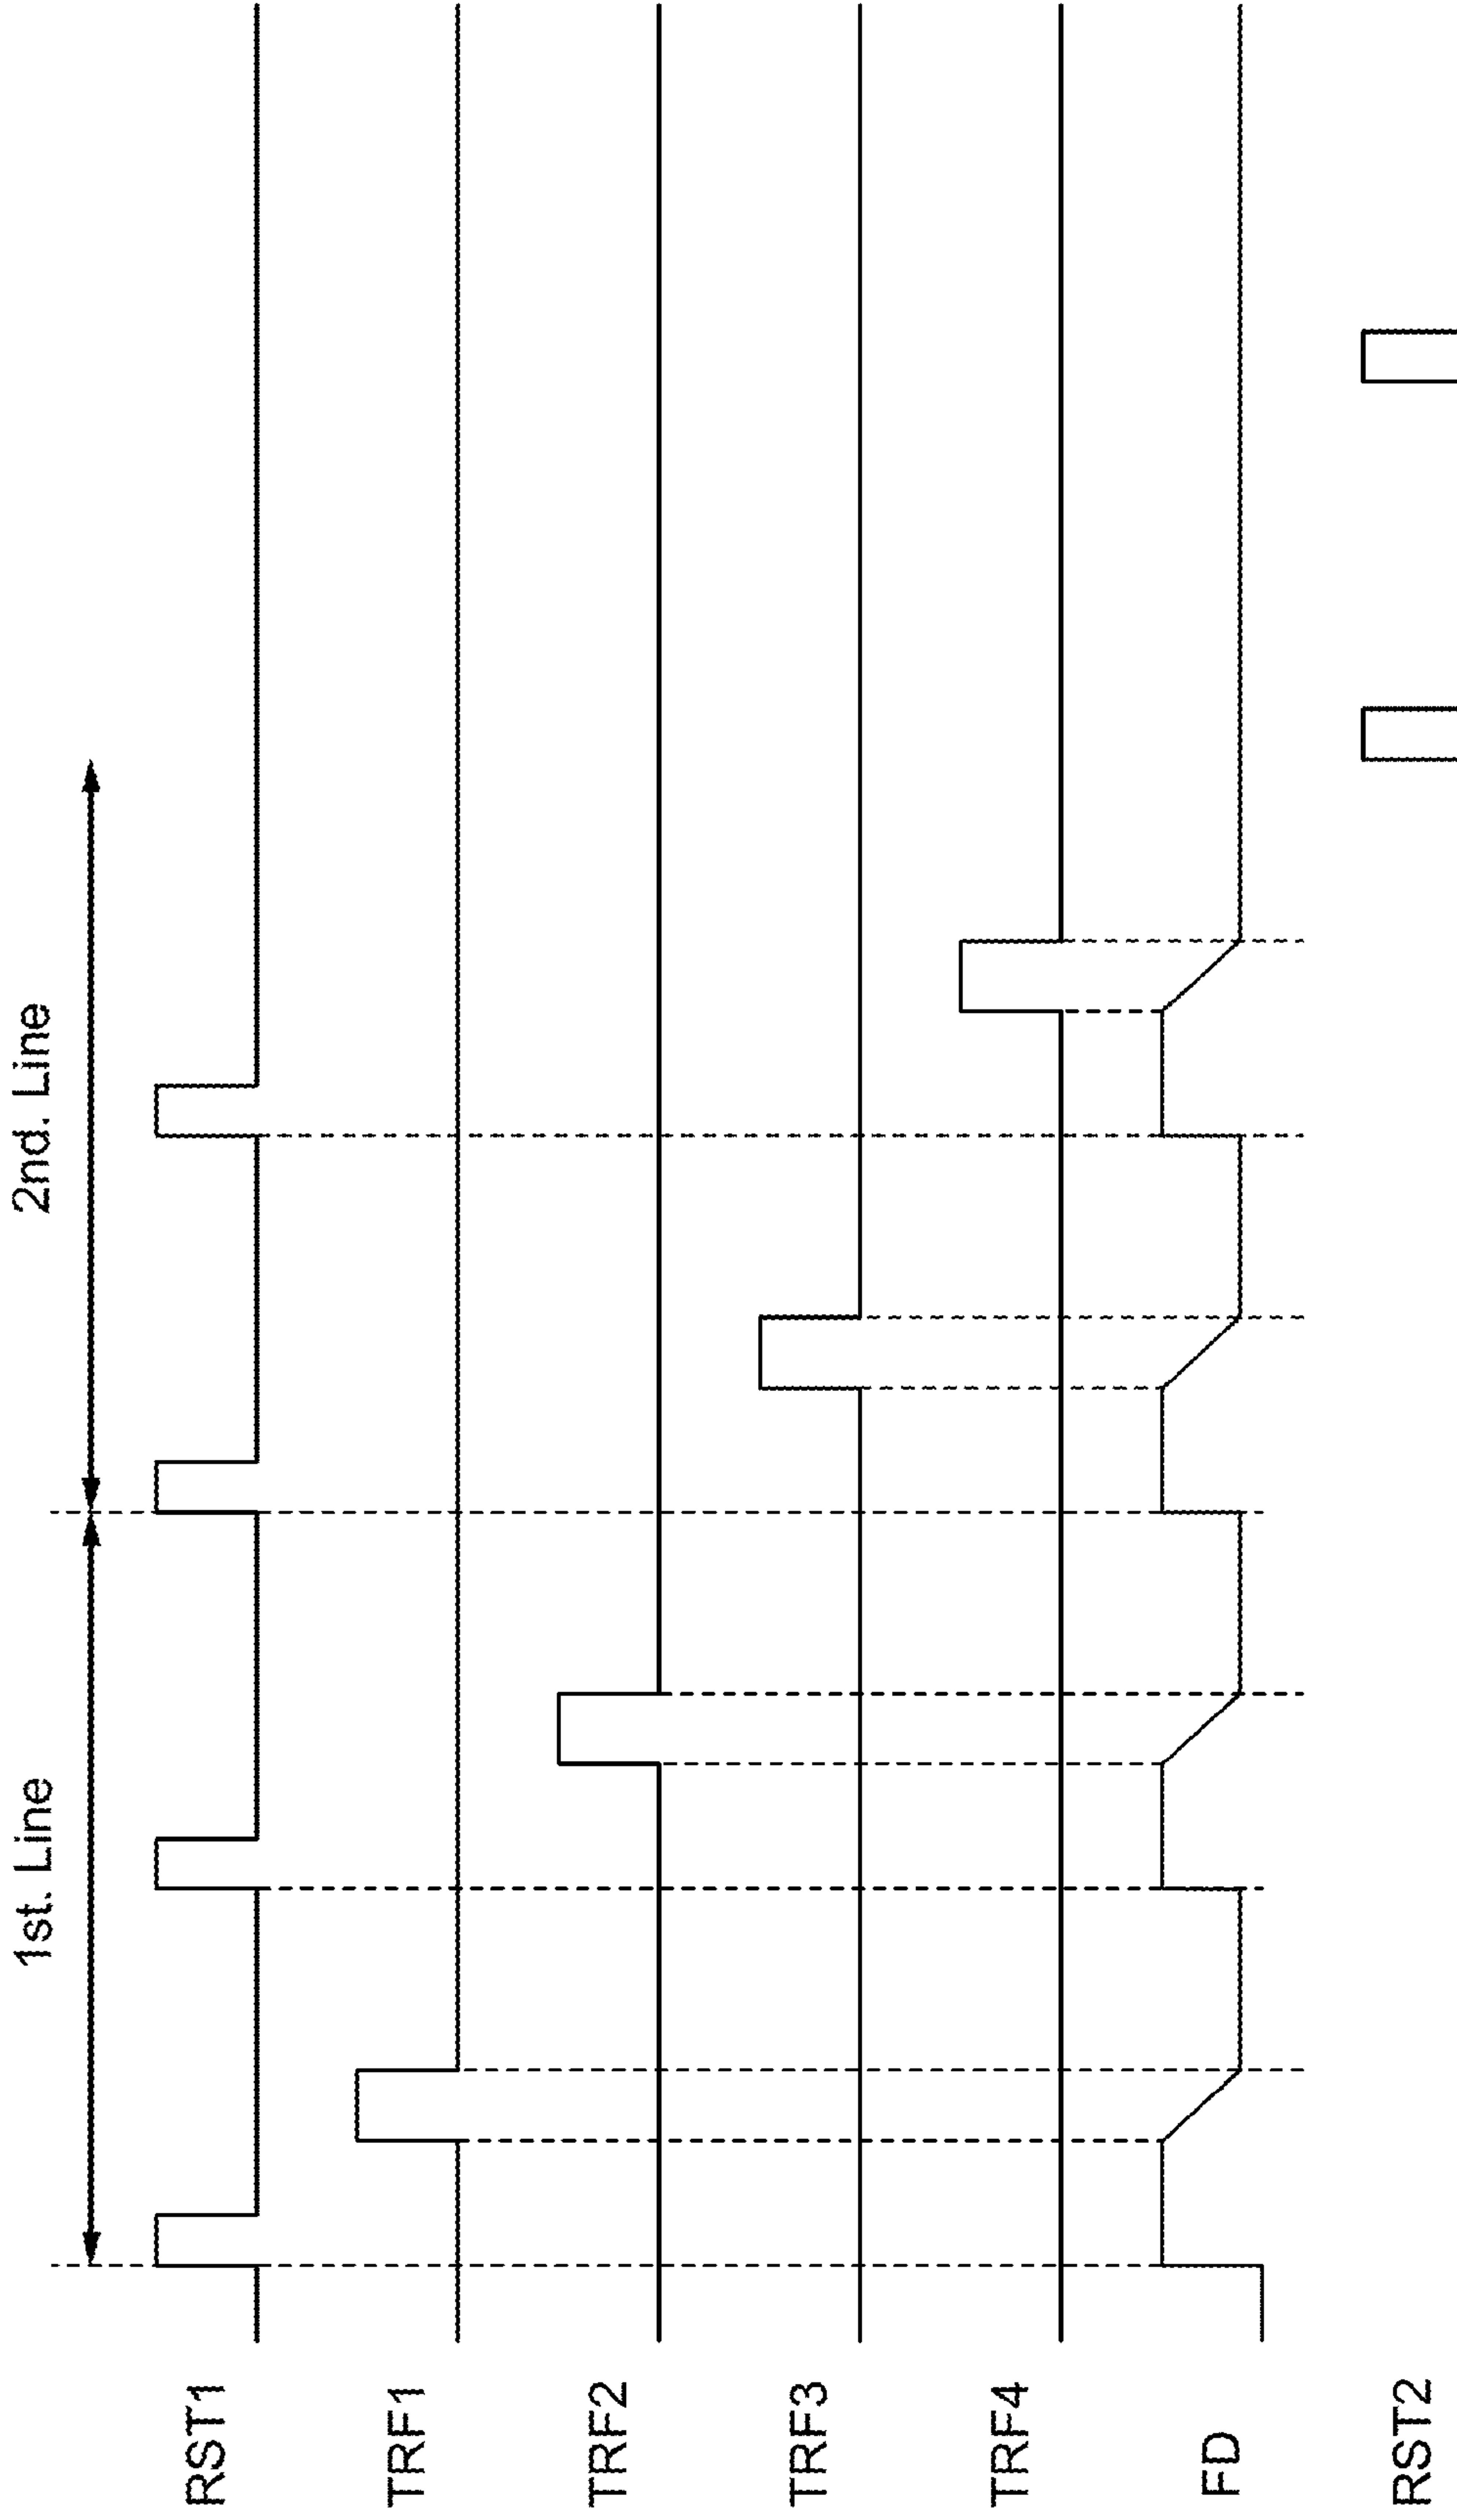 1st. Line
2nd. Line
RST1
TRF1
TRF2
TRF3
TRF4
FD
RST2